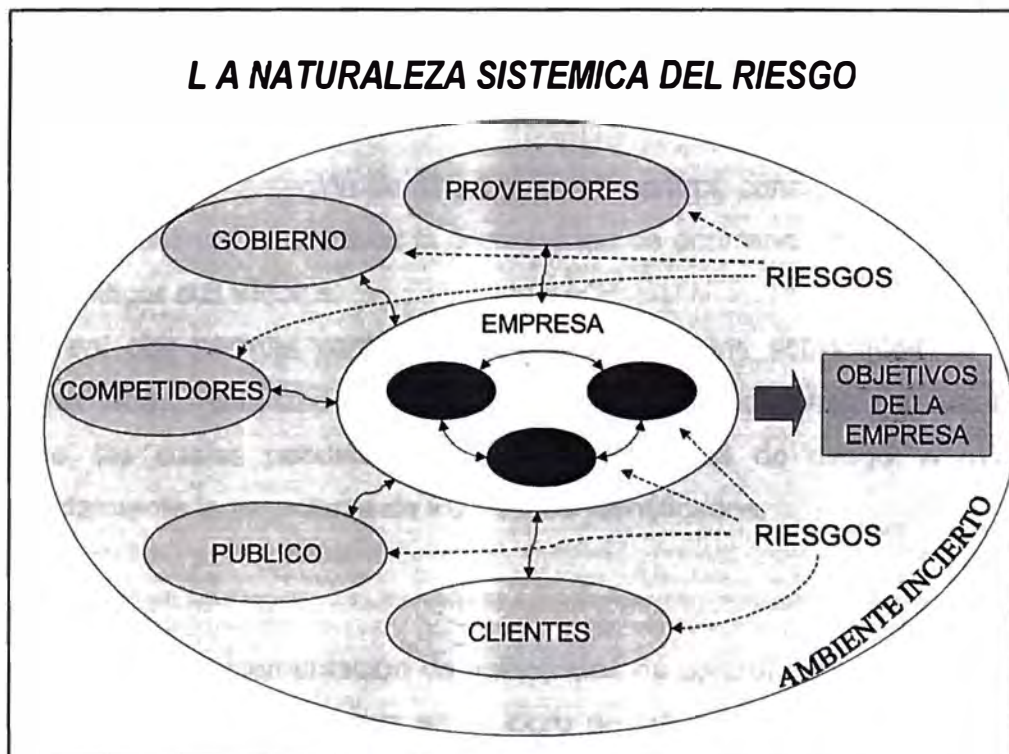 L A NATURALEZA SISTEMICA DEL RIESGO
PROVEEDORES
GOBIERNO
RIESGOS
EMPRESA
COMPETIDORES
OBJETIVOS
DE LA
EMPRESA
RIESGOS
PUBLICO
CLIENTES
AMBIENTE INCIERTO